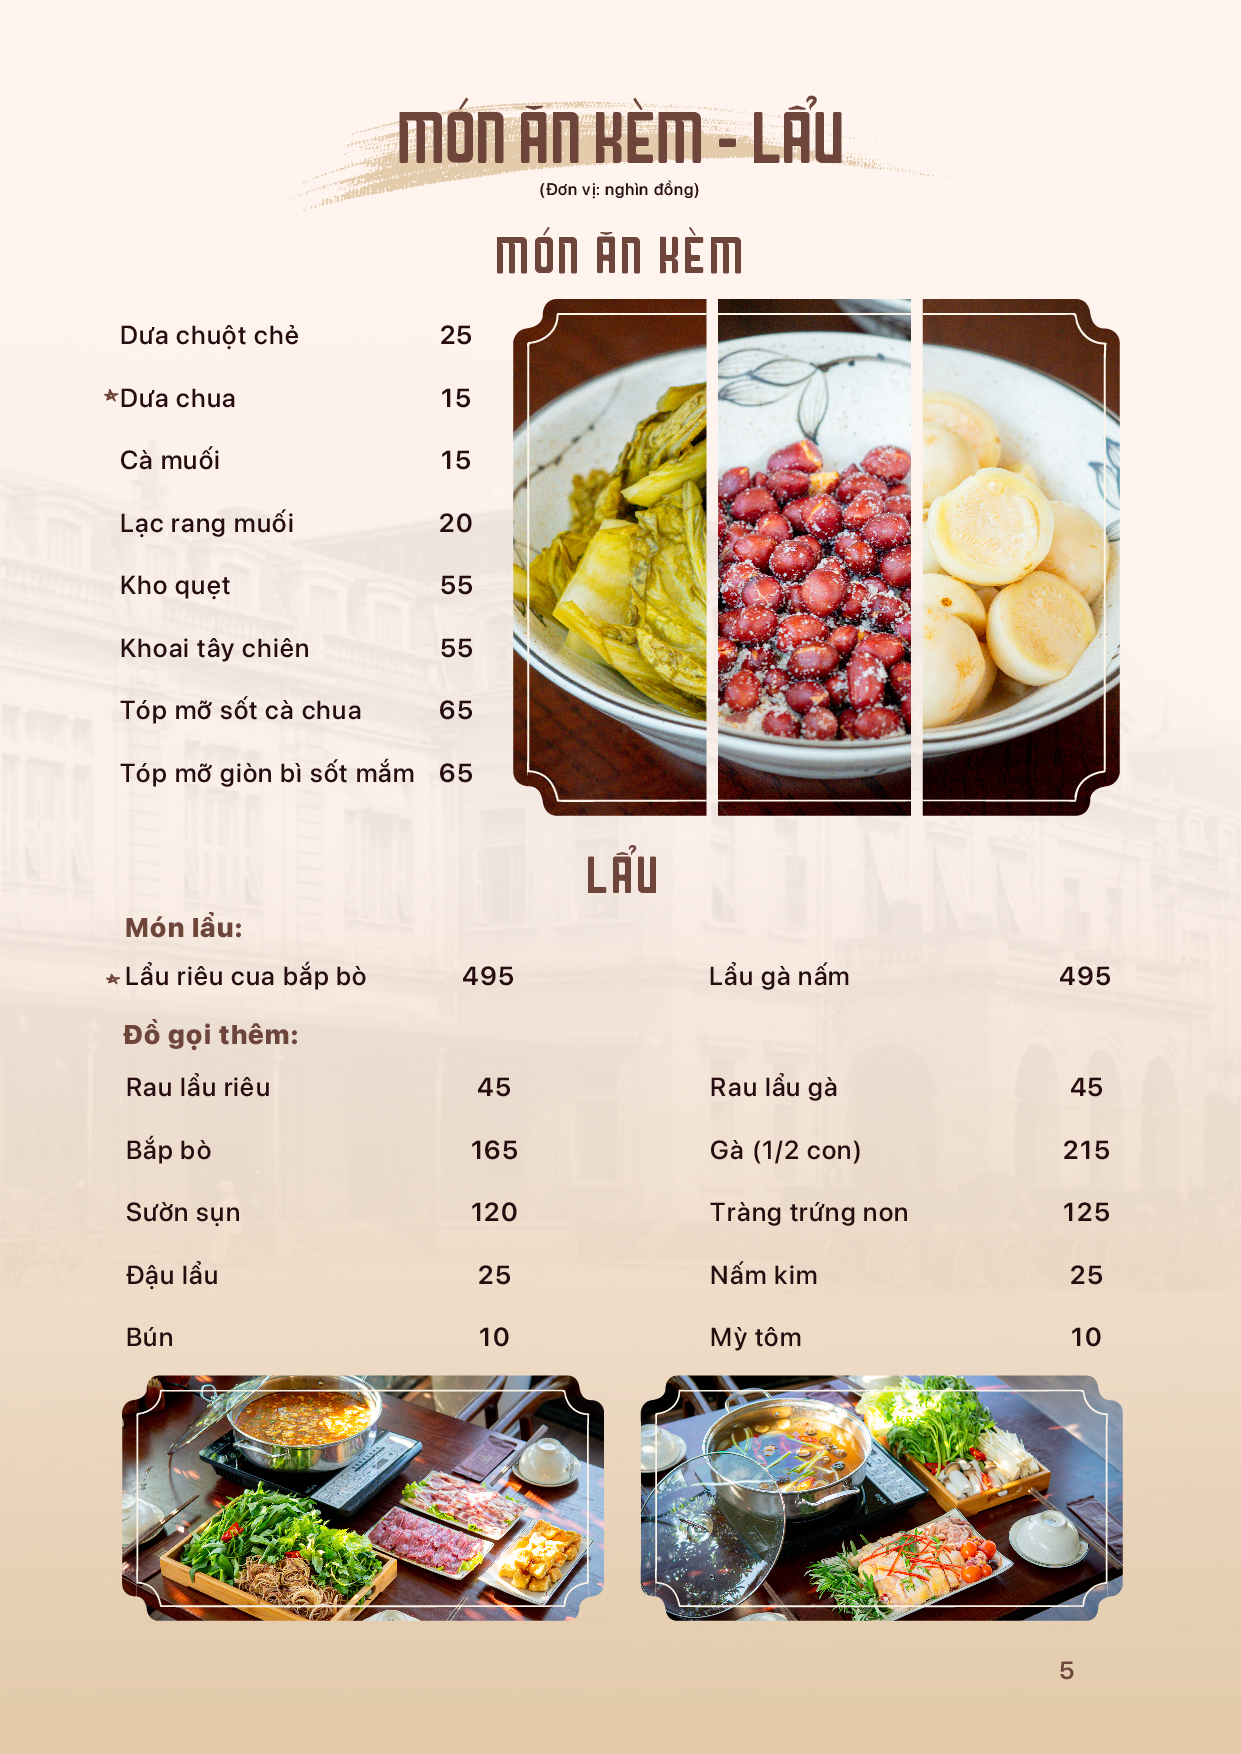 MÓN ĂN KÈM - LẨU
(Đơn vị: nghìn đồng)
MÓN ĂN KÈM
Dưa chuột chẻ 25
Dưa chua 15
Cà muối 15
Lạc rang muối 20
Kho quẹt 55
Khoai tây chiên 55
Tóp mỡ sốt cà chua 65
Tóp mỡ giòn bì sốt mắm 65
LẨU
Món lẩu:
Lẩu riêu cua bắp bò 495 Lẩu gà nấm 495
Đồ gọi thêm:
Rau lẩu riêu 45 Rau lẩu gà 45
Bắp bò 165 Gà (1/2 con) 215
Sườn sụn 120 Tràng trứng non 125
Đậu lẩu 25 Nấm kim 25
Bún 10 Mỳ tôm 10
5